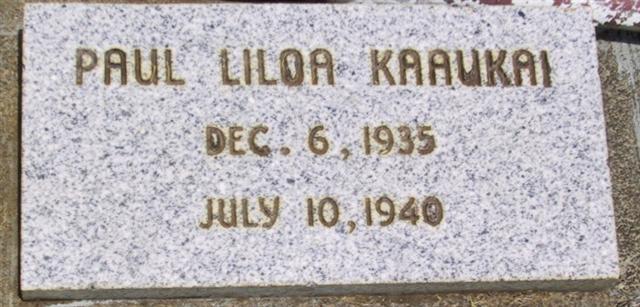 PAUL LILOA KAAUKAI
DEC. 6, 1935
JULY 10, 1940